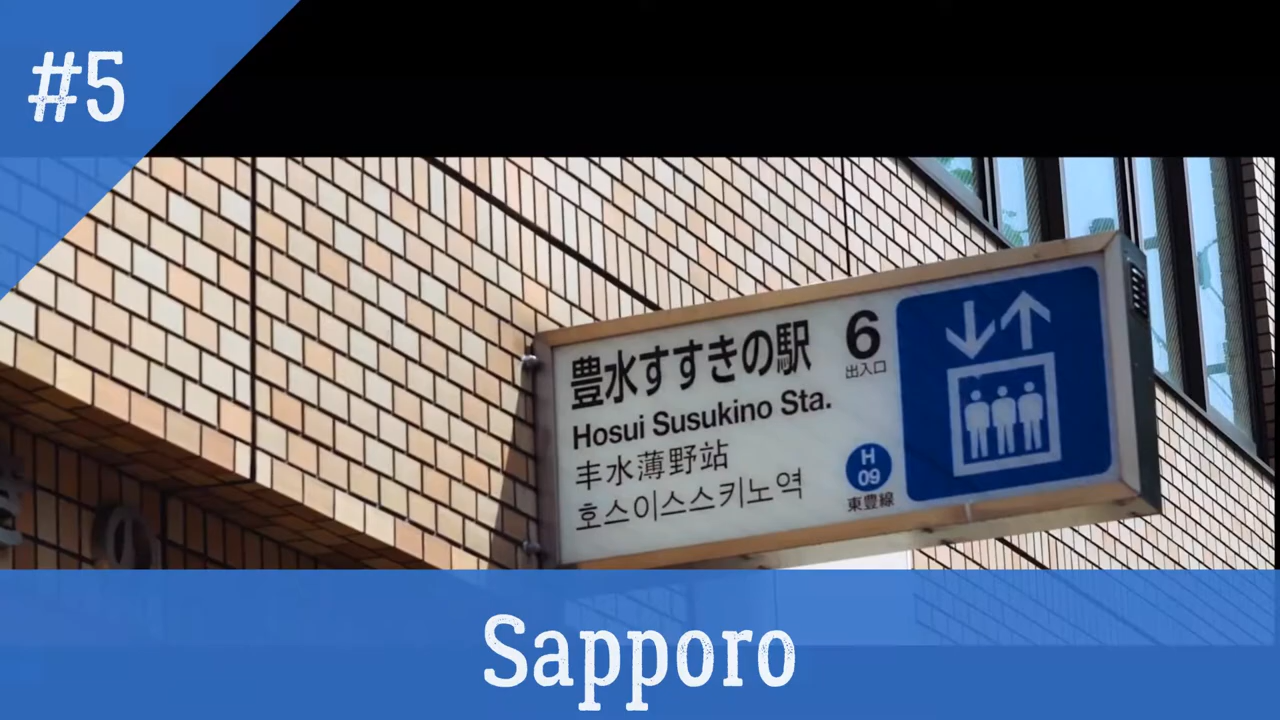 #5
豊水すすきの駅
6
出入口
Hosui Susukino Sta.
丰水薄野站
호스이스스키노역
H
09
東豊線
の
Sapporo